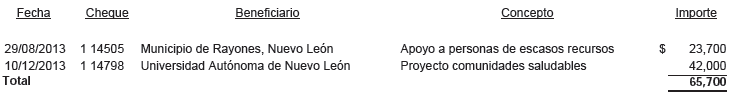 Fecha Cheque Beneficiario Concepto Importe
29/08/2013 1 14505 Municipio de Rayones, Nuevo León Apoyo a personas de escasos recursos $ 23,700
10/12/2013 1 14798 Universidad Autónoma de Nuevo León Proyecto comunidades saludables 42,000
Total 65,700